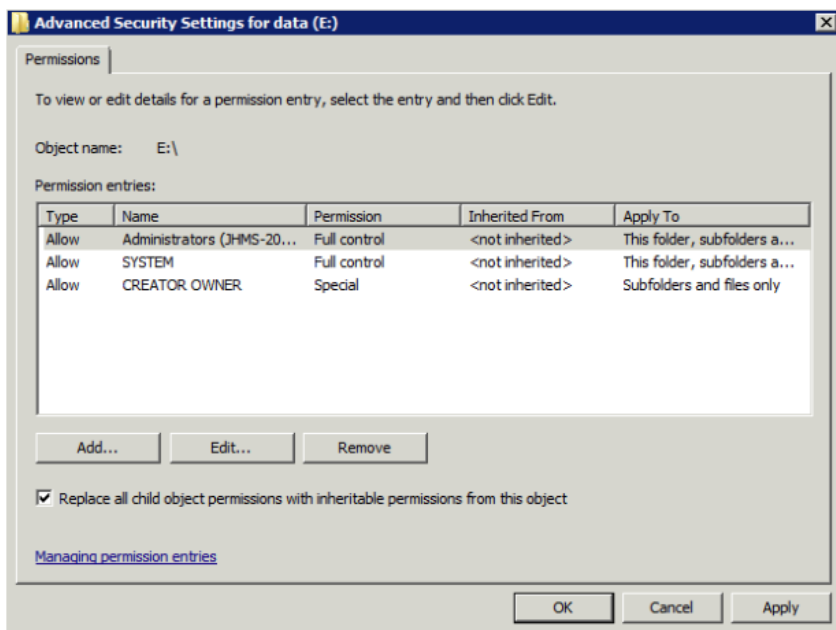 Advanced Security Settings for data (E:)
Permissions
To view or edit details for a permission entry, select the entry and then click Edit.
Object name: E:\
Permission entries:
Type Name Permission Inherited From Apply To
Allow Administrators (JHMS-20... Full control <not inherited> This folder, subfolders a...
Allow SYSTEM Full control <not inherited> This folder, subfolders a...
Allow CREATOR OWNER Special <not inherited> Subfolders and files only
Add... Edit... Remove
Replace all child object permissions with inheritable permissions from this object
Managing permission entries
OK Cancel Apply